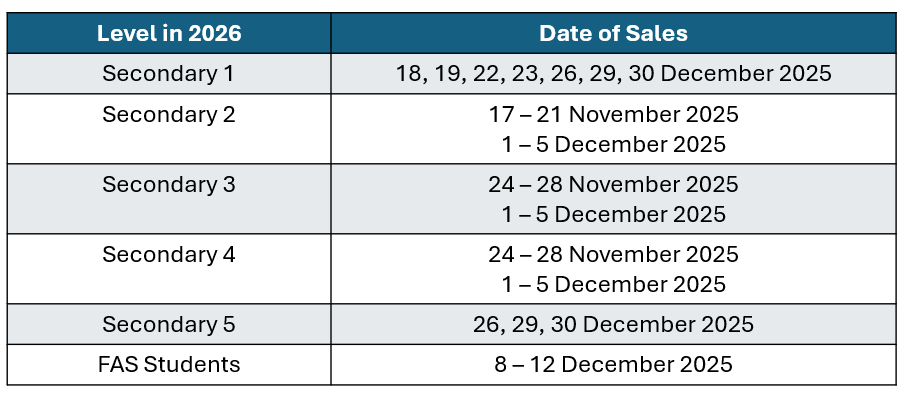 Level in 2026 Date of Sales
Secondary 1 18, 19, 22, 23, 26, 29, 30 December 2025
Secondary 2 17 – 21 November 2025
1 – 5 December 2025
Secondary 3 24 – 28 November 2025
1 – 5 December 2025
Secondary 4 24 – 28 November 2025
1 – 5 December 2025
Secondary 5 26, 29, 30 December 2025
FAS Students 8 – 12 December 2025